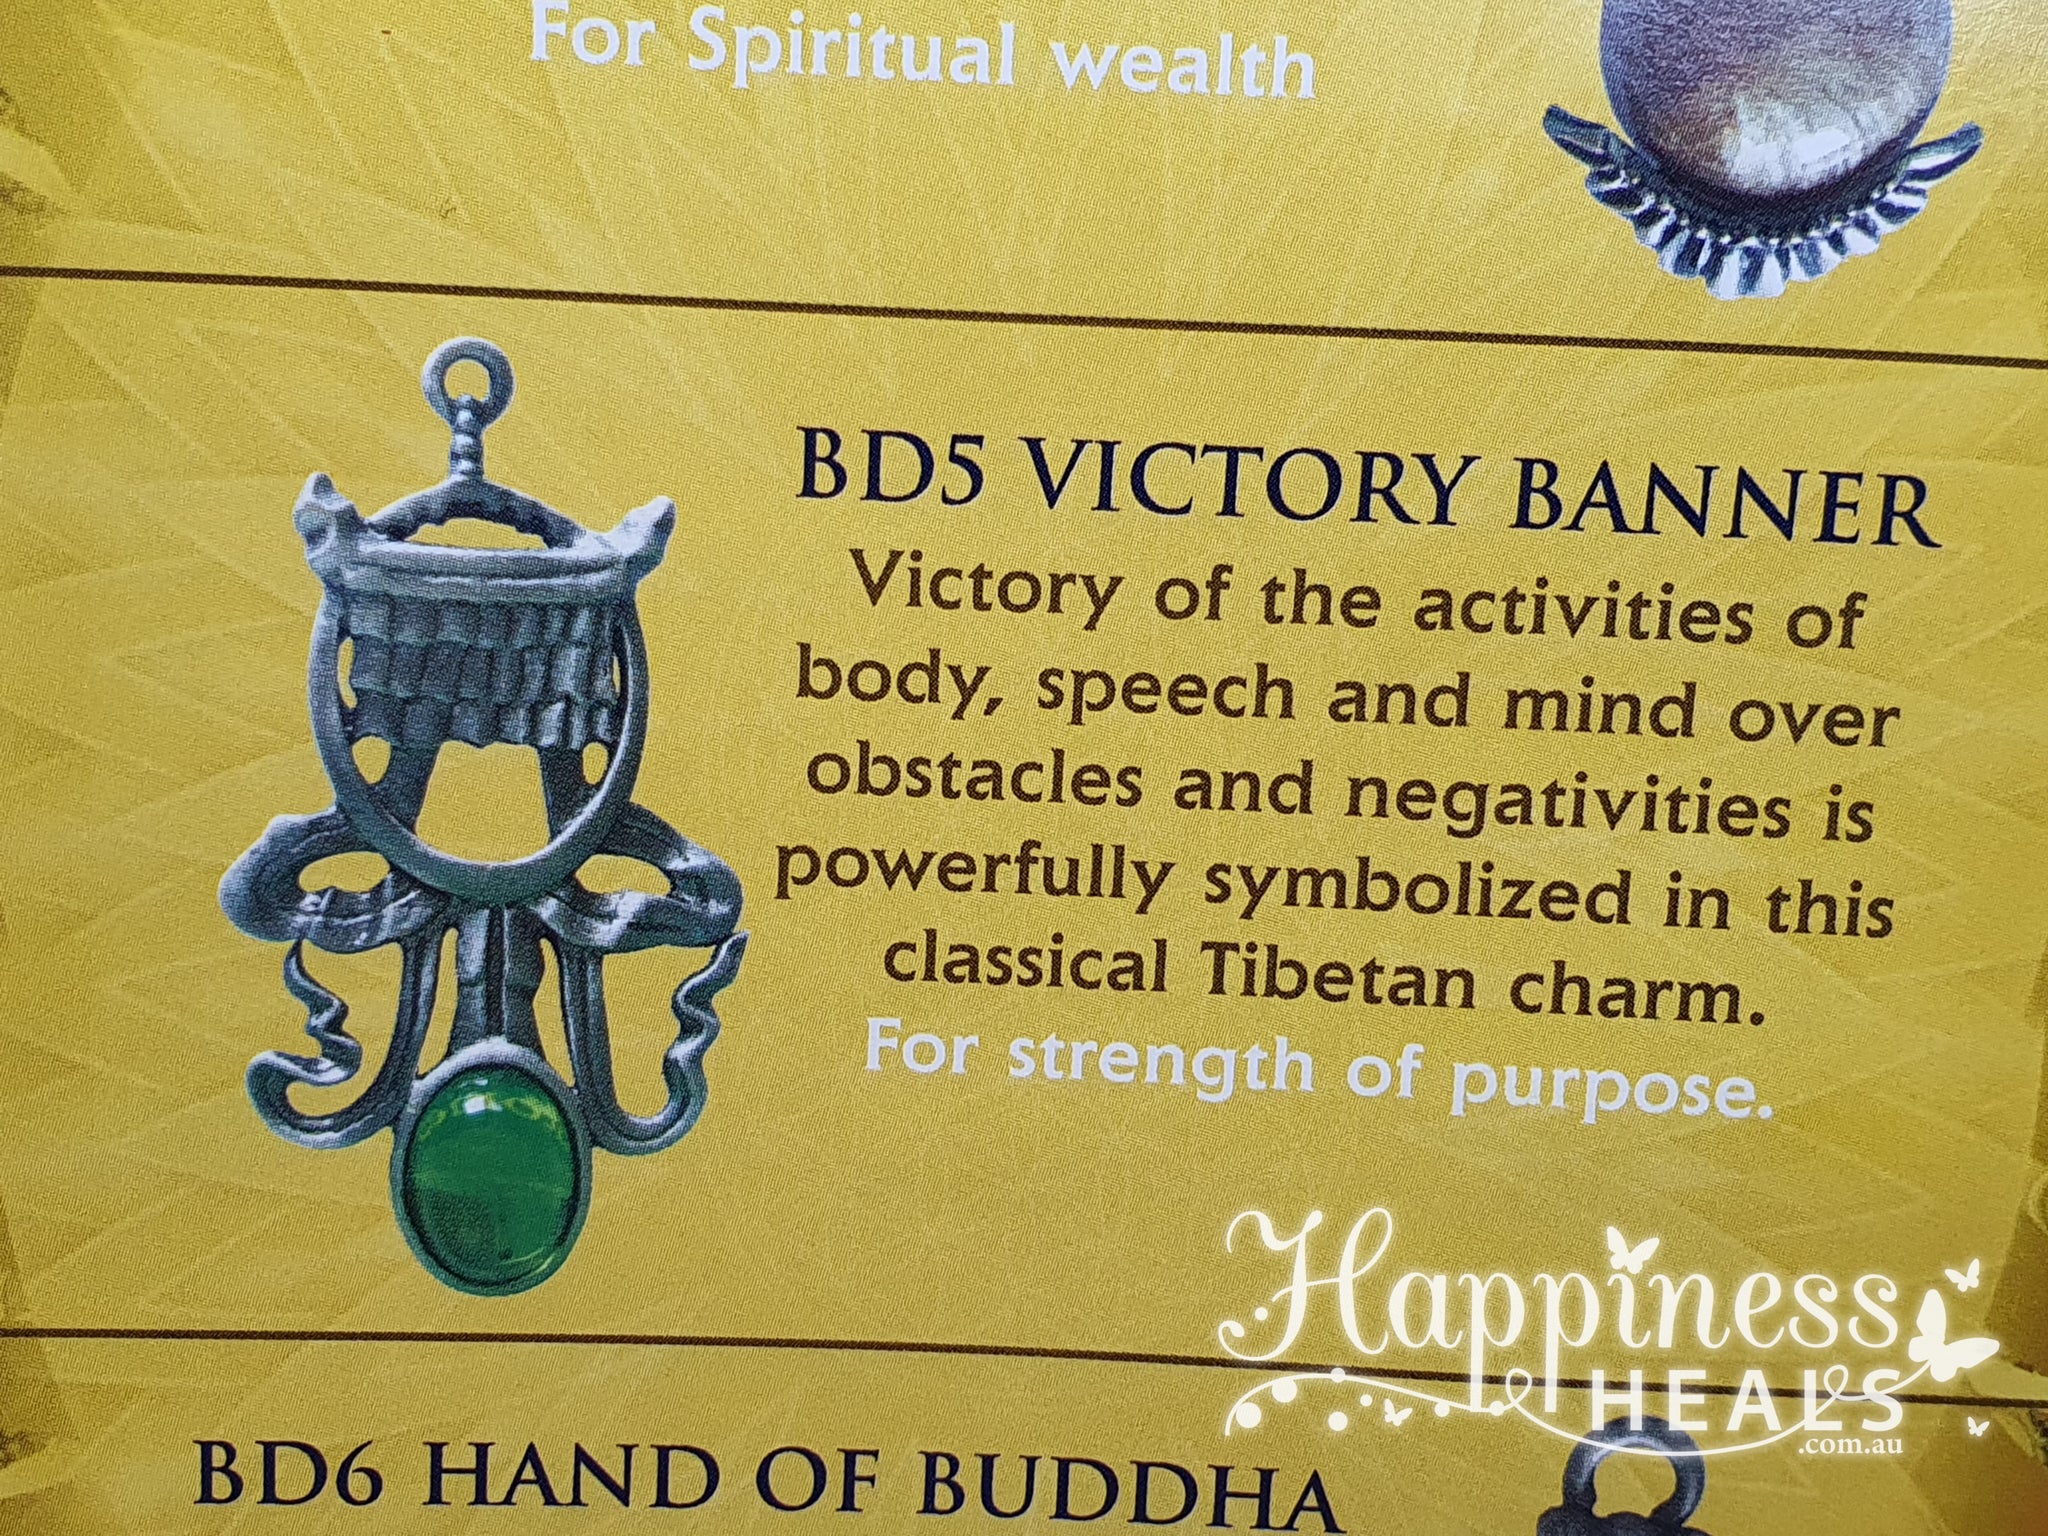 For Spiritual wealth
BD5 VICTORY BANNER
Victory of the activities of
body, speech and mind over
obstacles and negativities is
powerfully symbolized in this
classical Tibetan charm.
For strength of purpose.
Happiness
HEALS
.com.au
BD6 HAND OF BUDDHA